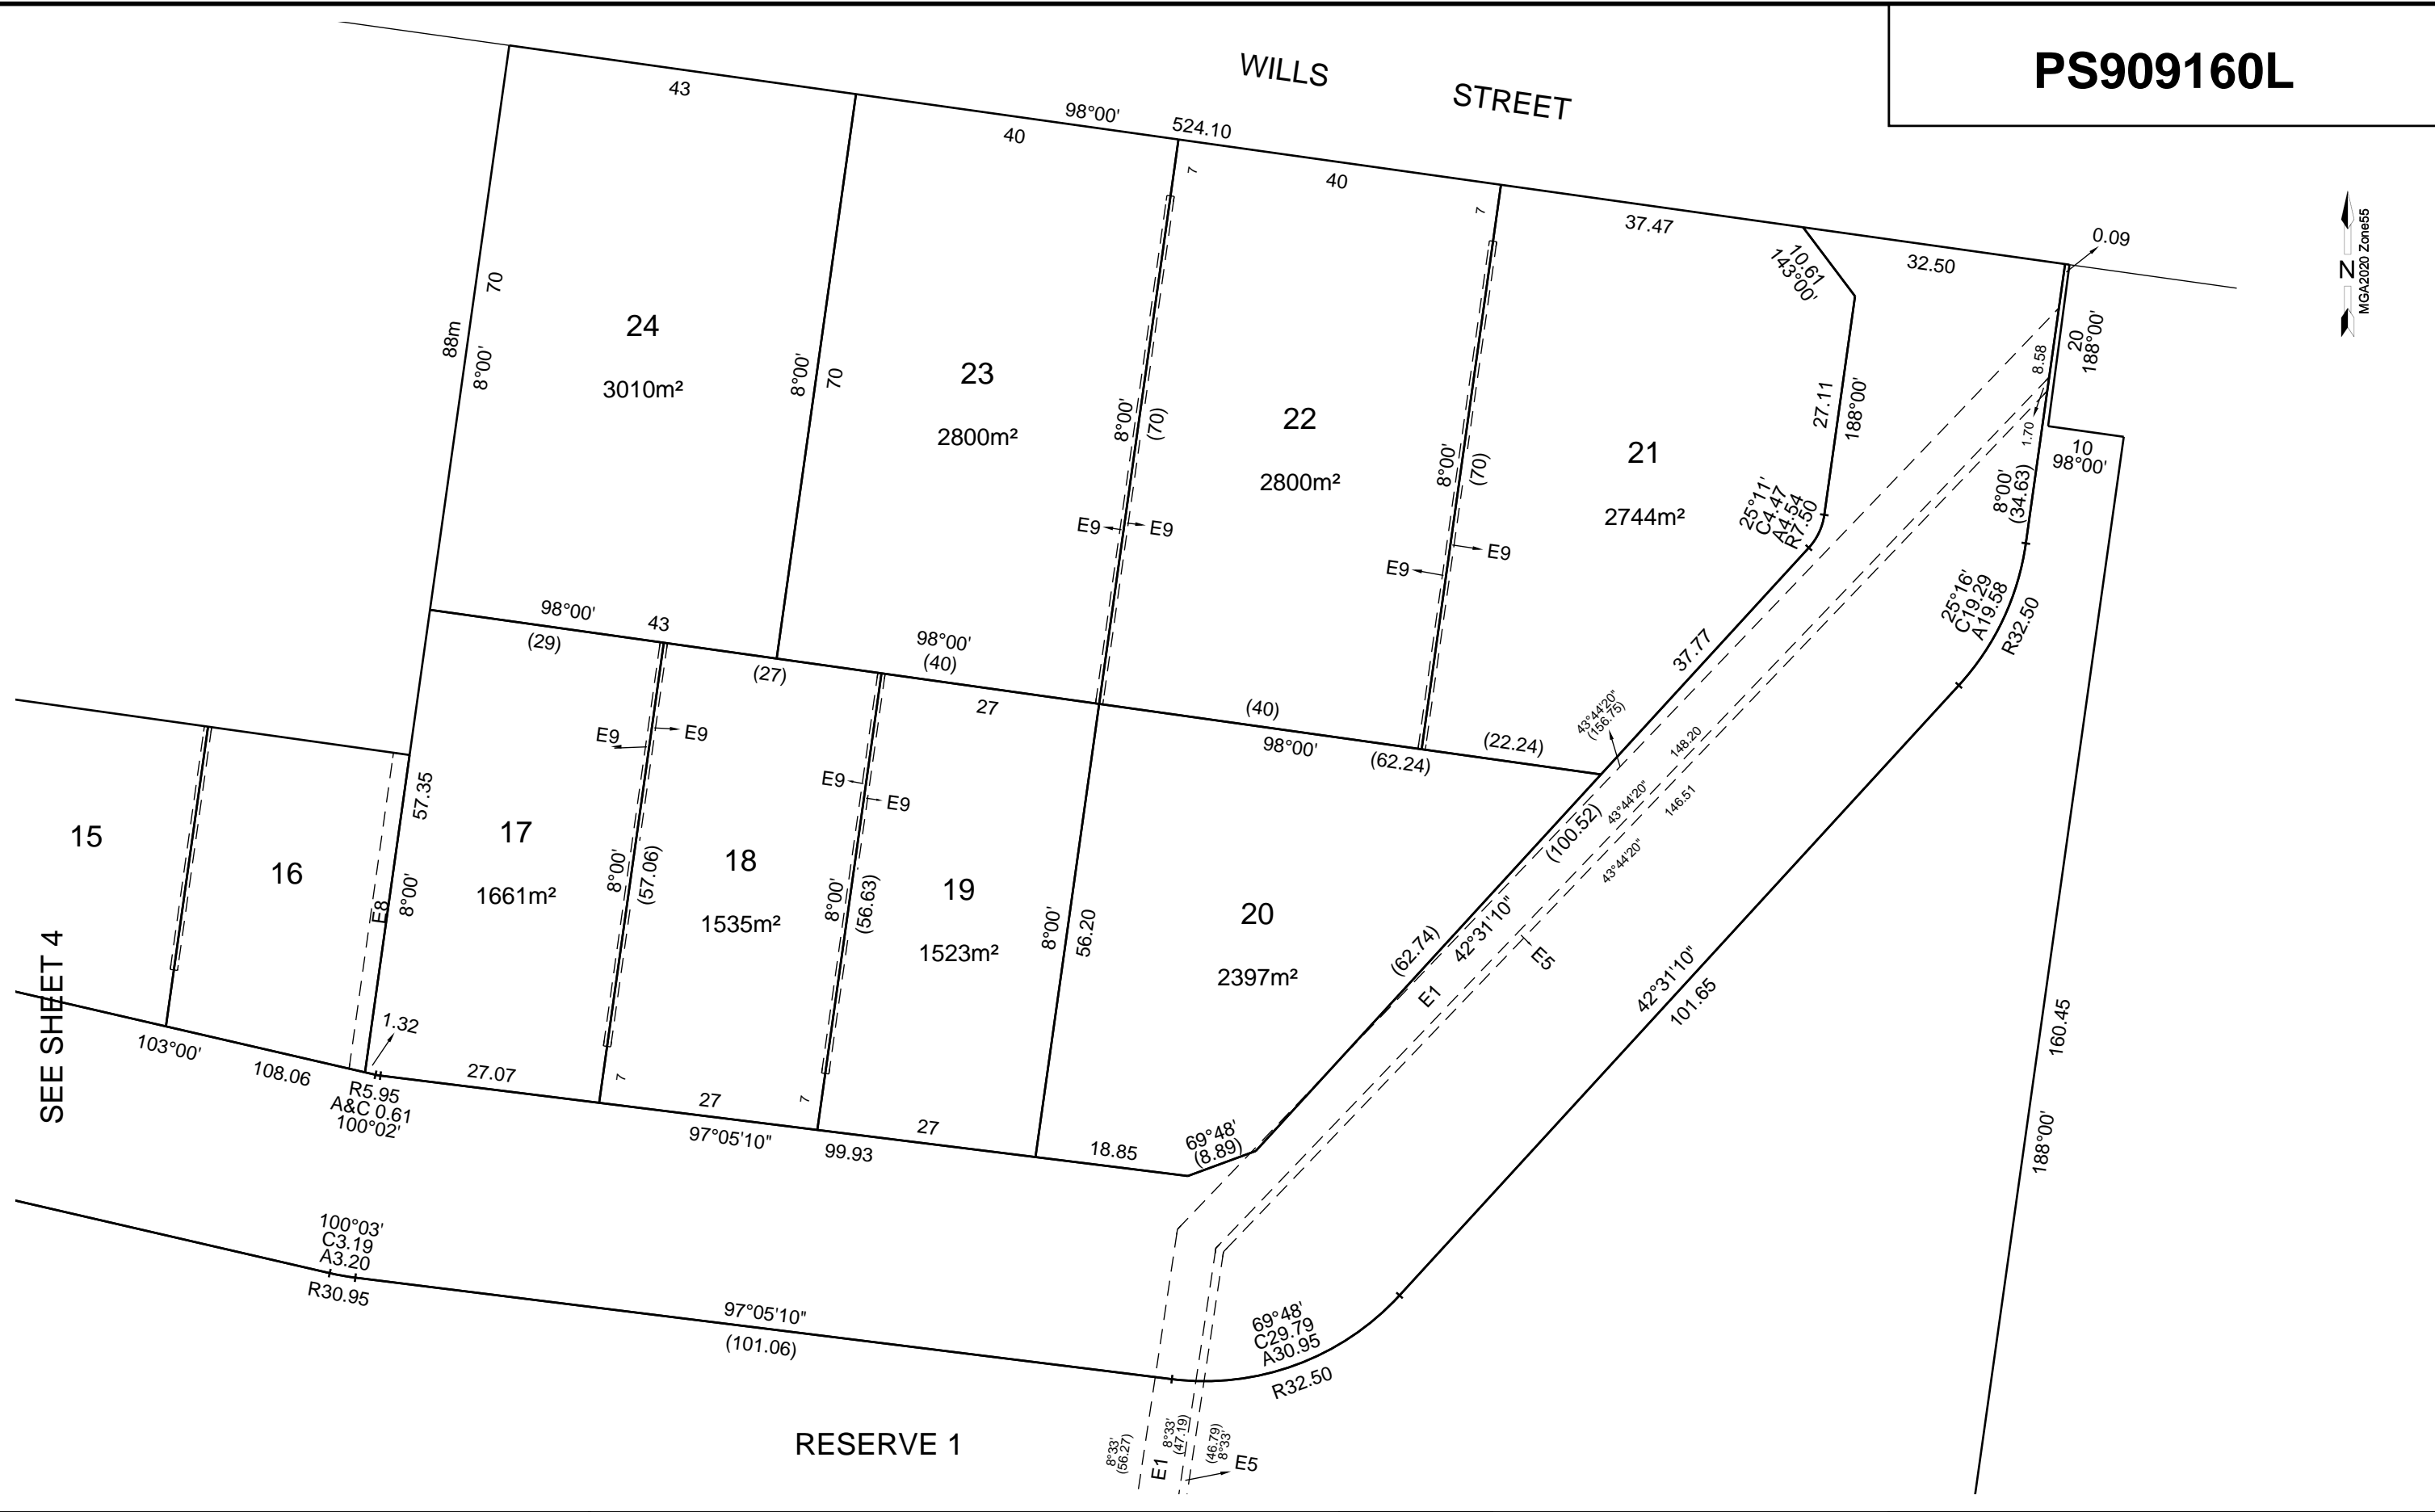 PS909160L
WILLS
STREET
43
98°00'
524.10
40
40
37.47
32.50
0.09
10.61
143°00'
20
188°00'
10
98°00'
8.58
1.70
8°00'
(34.63)
N
MGA2020 Zone55
88m
70
8°00'
24
3010m²
8°00'
70
23
2800m²
8°00'
(70)
7
E9
E9
22
2800m²
8°00'
(70)
7
E9
E9
21
2744m²
27.11
188°00'
25°11'
C4.47
A4.54
R7.50
25°16'
C19.29
A19.58
R32.50
37.77
43°44'20"
(156.75)
148.20
43°44'20"
146.51
43°44'20"
98°00'
43
(29)
(27)
98°00'
(40)
27
(40)
98°00'
(62.24)
(22.24)
(100.52)
(62.74)
42°31'10"
E1
E5
42°31'10"
101.65
15
16
E8
57.35
8°00'
17
1661m²
E9
E9
8°00'
(57.06)
18
1535m²
E9
E9
8°00'
(56.63)
19
1523m²
8°00'
56.20
20
2397m²
69°48'
(8.89)
160.45
188°00'
SEE SHEET 4
103°00'
108.06
1.32
R5.95
A&C 0.61
100°02'
27.07
7
27
7
27
97°05'10"
99.93
18.85
100°03'
C3.19
A3.20
R30.95
97°05'10"
(101.06)
69°48'
C29.79
A30.95
R32.50
RESERVE 1
8°33'
(56.27)
E1
8°33'
(47.19)
(46.79)
8°33'
E5